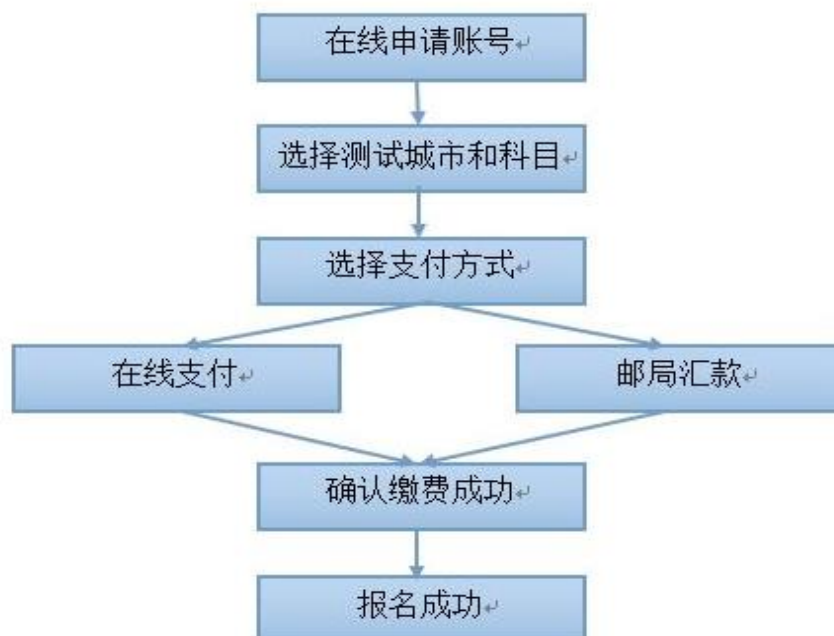 在线申请账号
选择测试城市和科目
选择支付方式
在线支付
邮局汇款
确认缴费成功
报名成功